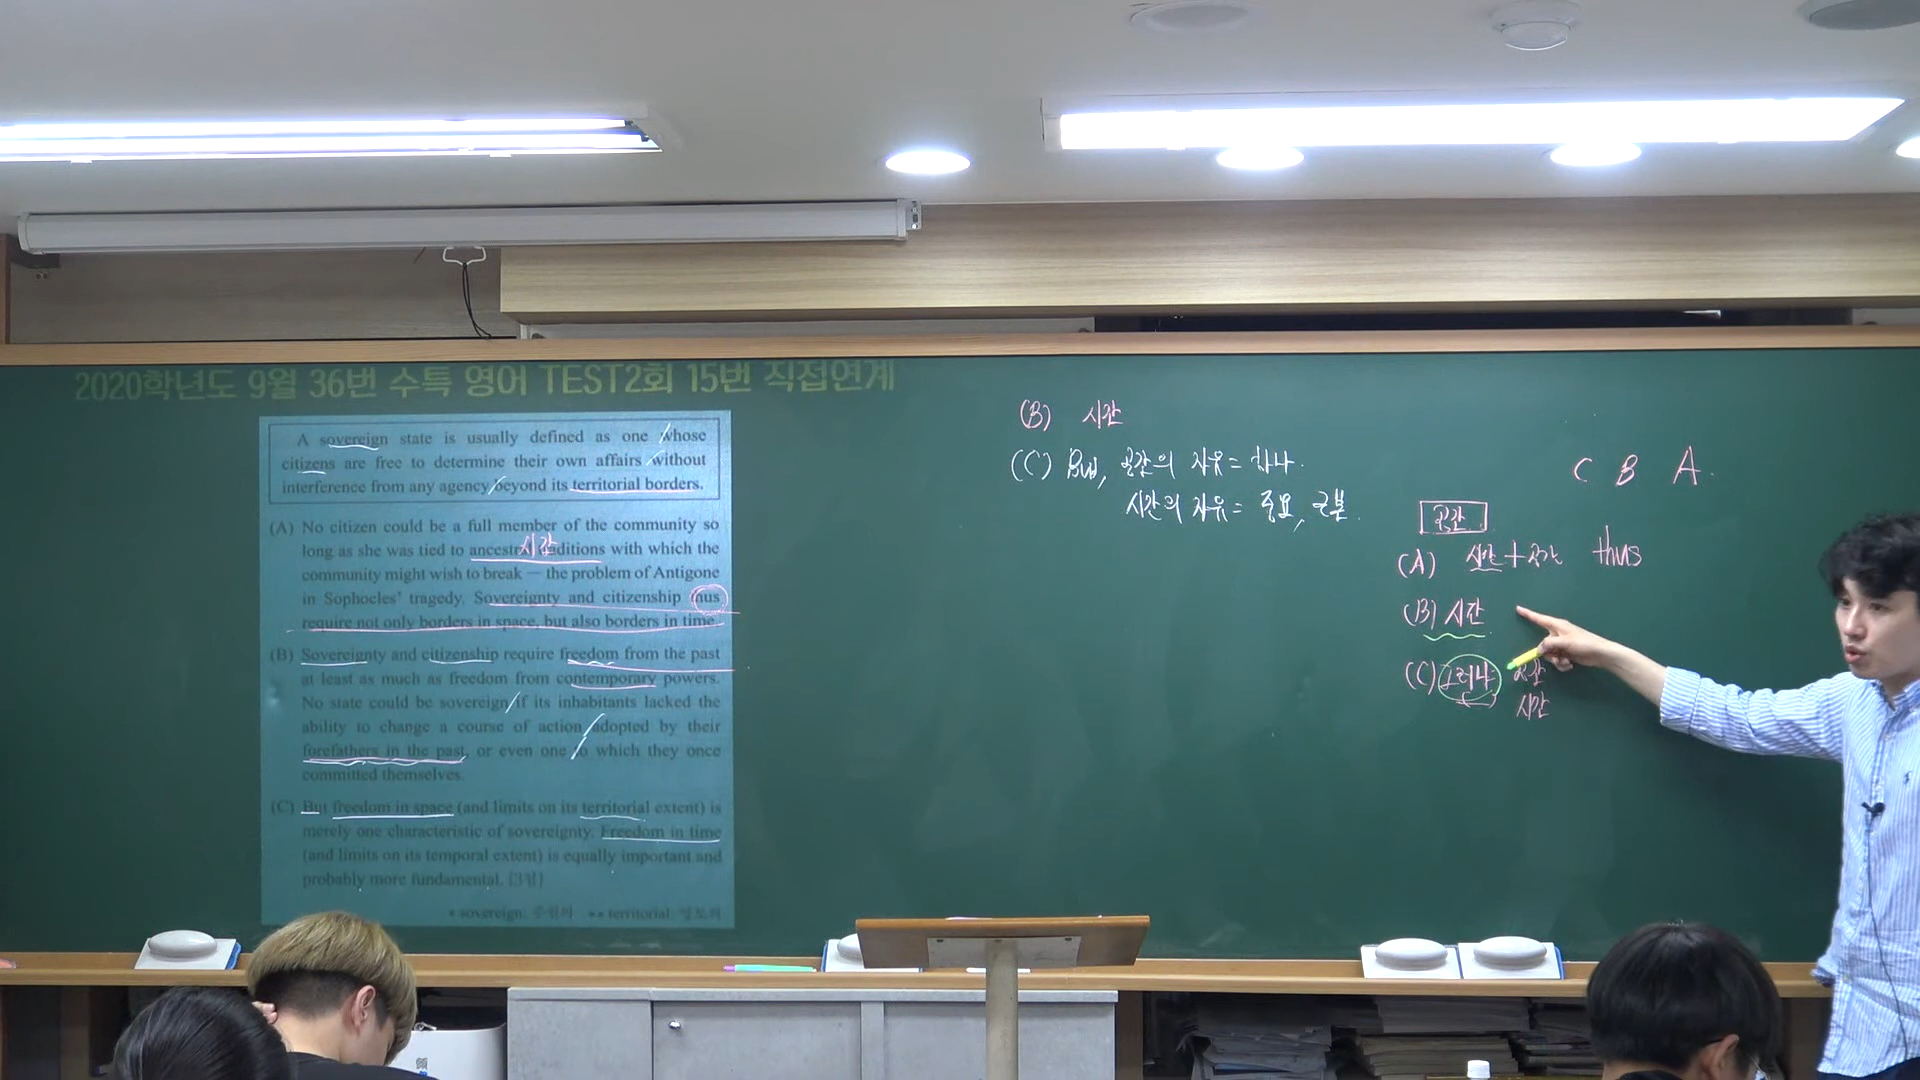 2020학년도 9월 36번 수특 영어 TEST2회 15번 직접연계
A sovereign state is usually defined as one whose
citizens are free to determine their own affairs without
interference from any agency beyond its territorial borders.
(A) No citizen could be a full member of the community so
long as she was tied to ancestral traditions with which the
시간
community might wish to break — the problem of Antigone
in Sophocles' tragedy. Sovereignty and citizenship thus
require not only borders in space, but also borders in time.
(B) Sovereignty and citizenship require freedom from the past
at least as much as freedom from contemporary powers.
No state could be sovereign if its inhabitants lacked the
ability to change a course of action adopted by their
forefathers in the past, or even one to which they once
committed themselves.
(C) But freedom in space (and limits on its territorial extent) is
merely one characteristic of sovereignty. Freedom in time
(and limits on its temporal extent) is equally important and
probably more fundamental. [3점]
* sovereign: 주권의 ** territorial: 영토의
(B) 시간
(C) But, 공간의 자유 = 하나.
시간의 자유 = 중요, 근본.
C B A.
공간
(A) 시간 + 공간 thus
(B) 시간
(C) 그러나 공간
시간